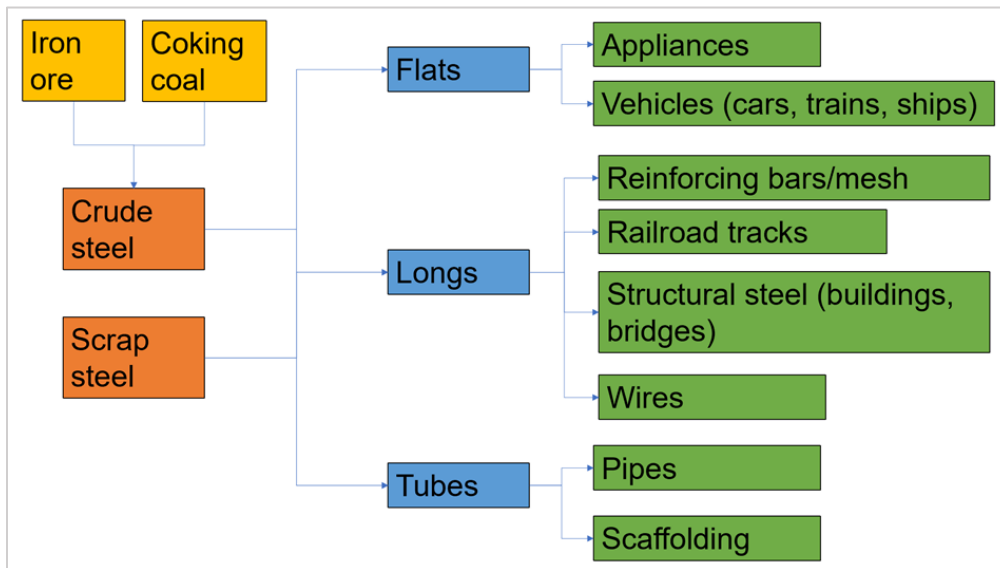 Iron
ore
Coking
coal
Crude
steel
Scrap
steel
Flats
Longs
Tubes
Appliances
Vehicles (cars, trains, ships)
Reinforcing bars/mesh
Railroad tracks
Structural steel (buildings,
bridges)
Wires
Pipes
Scaffolding